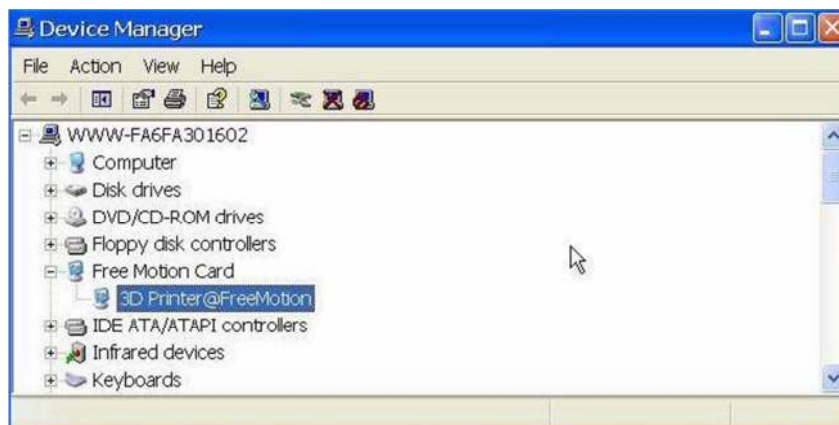 Device Manager
File Action View Help
WWW-FA6FA301602
Computer
Disk drives
DVD/CD-ROM drives
Floppy disk controllers
Free Motion Card
3D Printer@FreeMotion
IDE ATA/ATAPI controllers
Infrared devices
Keyboards